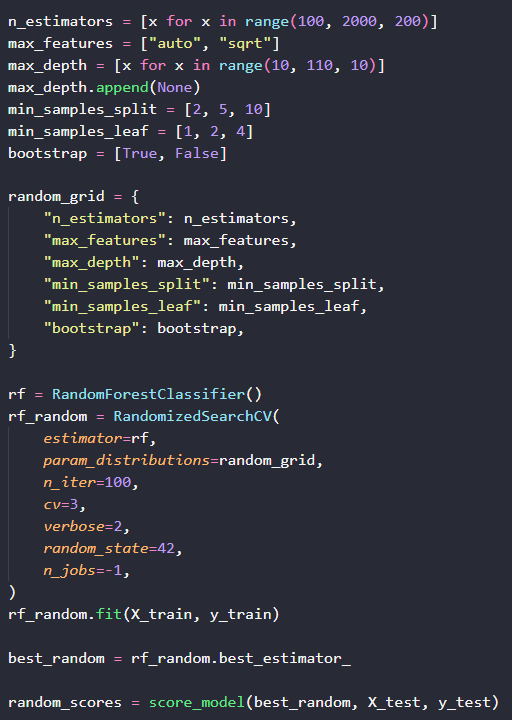 n_estimators = [x for x in range(100, 2000, 200)]
max_features = ["auto", "sqrt"]
max_depth = [x for x in range(10, 110, 10)]
max_depth.append(None)
min_samples_split = [2, 5, 10]
min_samples_leaf = [1, 2, 4]
bootstrap = [True, False]

random_grid = {
    "n_estimators": n_estimators,
    "max_features": max_features,
    "max_depth": max_depth,
    "min_samples_split": min_samples_split,
    "min_samples_leaf": min_samples_leaf,
    "bootstrap": bootstrap,
}

rf = RandomForestClassifier()
rf_random = RandomizedSearchCV(
    estimator=rf,
    param_distributions=random_grid,
    n_iter=100,
    cv=3,
    verbose=2,
    random_state=42,
    n_jobs=-1,
)
rf_random.fit(X_train, y_train)

best_random = rf_random.best_estimator_

random_scores = score_model(best_random, X_test, y_test)